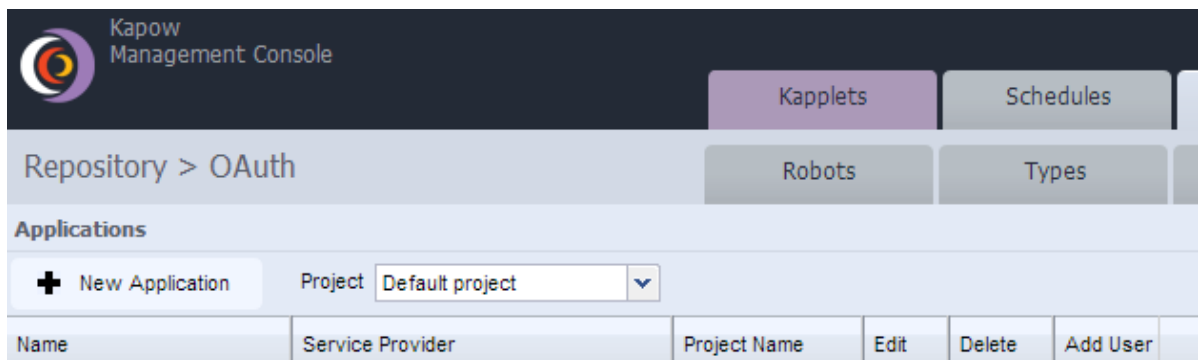 Kapow
Management Console
Kapplets Schedules
Repository > OAuth Robots Types
Applications
New Application Project Default project
Name Service Provider Project Name Edit Delete Add User